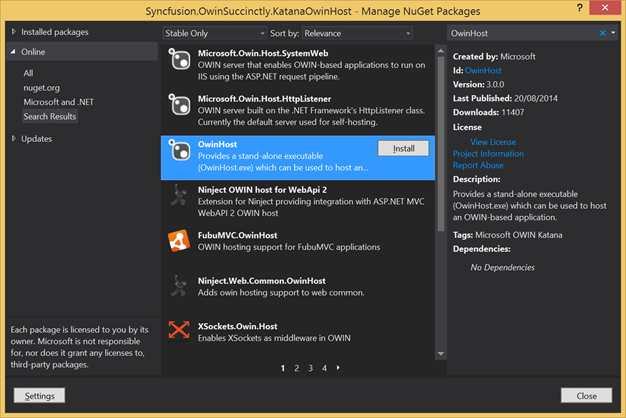 Syncfusion.OwinSuccinctly.KatanaOwinHost - Manage NuGet Packages
Installed packages
Online
All
nuget.org
Microsoft and .NET
Search Results
Updates
Each package is licensed to you by its
owner. Microsoft is not responsible
for, nor does it grant any licenses to,
third-party packages.
Settings
Stable Only
Sort by: Relevance
Microsoft.Owin.Host.SystemWeb
OWIN server that enables OWIN-based applications to run on
IIS using the ASP.NET request pipeline.
Microsoft.Owin.Host.HttpListener
OWIN server built on the .NET Framework's HttpListener class.
Currently the default server used for self-hosting.
OwinHost
Provides a stand-alone executable
(OwinHost.exe) which can be used to host an...
Install
Ninject OWIN host for WebApi 2
Extension for Ninject providing integration with ASP.NET MVC
WebAPI 2 OWIN host
FubuMVC.OwinHost
OWIN hosting support for FubuMVC applications
Ninject.Web.Common.OwinHost
Adds owin hosting support to web common.
XSockets.Owin.Host
Enables XSockets as middleware in OWIN
1 2 3 4
OwinHost
Created by: Microsoft
Id: OwinHost
Version: 3.0.0
Last Published: 20/08/2014
Downloads: 11407
License
View License
Project Information
Report Abuse
Description:
Provides a stand-alone executable
(OwinHost.exe) which can be used to host
an OWIN-based application.
Tags: Microsoft OWIN Katana
Dependencies:
No Dependencies
Close